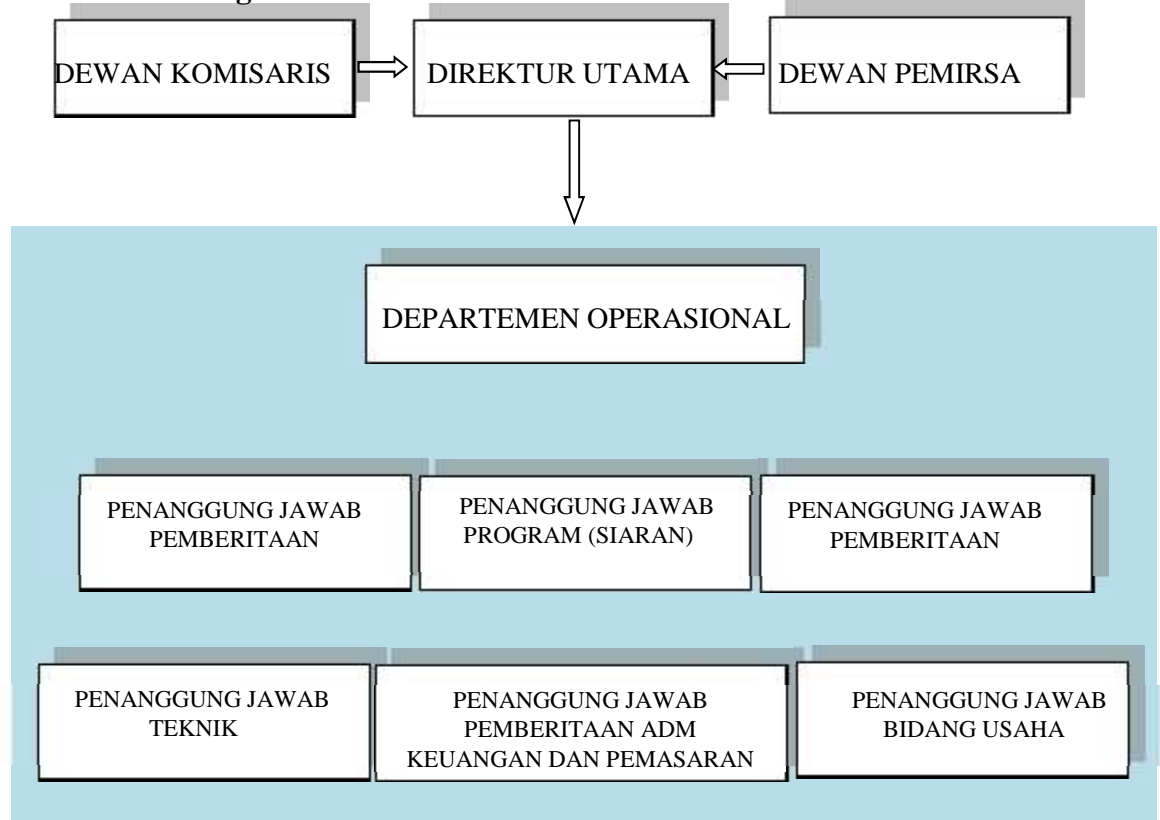 DEWAN KOMISARIS
DIREKTUR UTAMA
DEWAN PEMIRSA
DEPARTEMEN OPERASIONAL
PENANGGUNG JAWAB
PEMBERITAAN
PENANGGUNG JAWAB
PROGRAM (SIARAN)
PENANGGUNG JAWAB
PEMBERITAAN
PENANGGUNG JAWAB
TEKNIK
PENANGGUNG JAWAB
PEMBERITAAN ADM
KEUANGAN DAN PEMASARAN
PENANGGUNG JAWAB
BIDANG USAHA